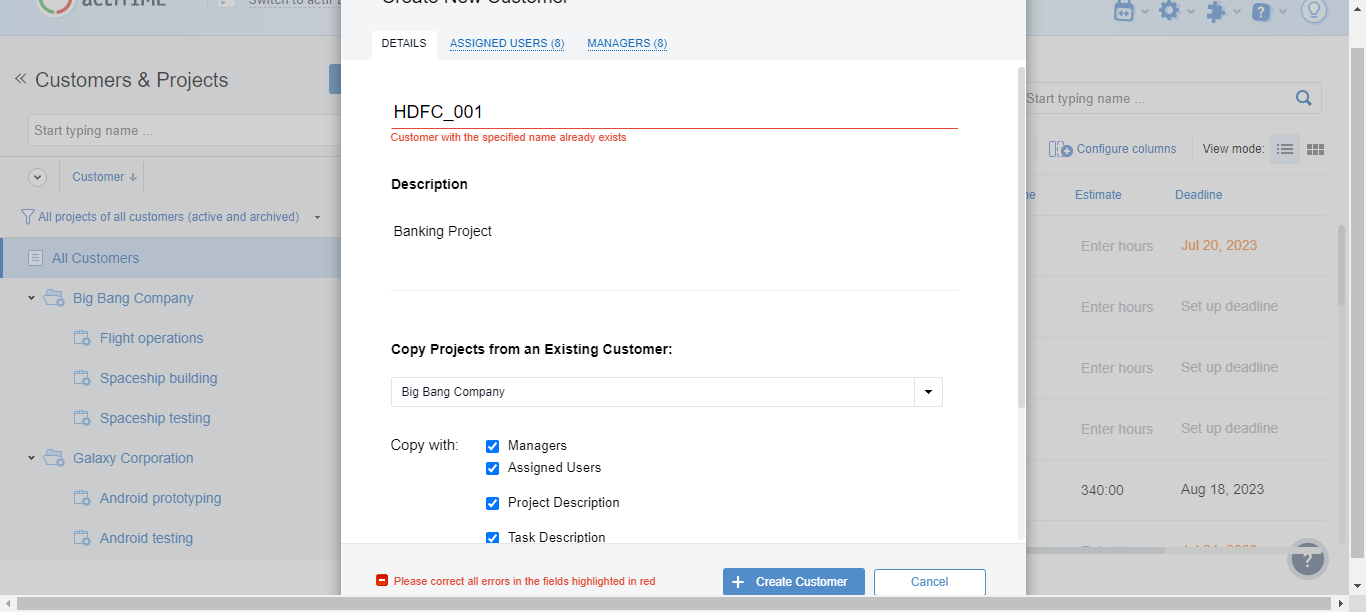 actiTIME
Switch to actiP
Create New Customer
DETAILS
ASSIGNED USERS (8)
MANAGERS (8)
Customers & Projects
Start typing name ...
Customer
All projects of all customers (active and archived)
All Customers
Big Bang Company
Flight operations
Spaceship building
Spaceship testing
Galaxy Corporation
Android prototyping
Android testing
HDFC_001
Customer with the specified name already exists
Description
Banking Project
Copy Projects from an Existing Customer:
Big Bang Company
Copy with:
Managers
Assigned Users
Project Description
Task Description
Please correct all errors in the fields highlighted in red
Create Customer
Cancel
Start typing name ...
Configure columns
View mode:
Estimate
Deadline
Enter hours
Jul 20, 2023
Enter hours
Set up deadline
Enter hours
Set up deadline
Enter hours
Set up deadline
340:00
Aug 18, 2023